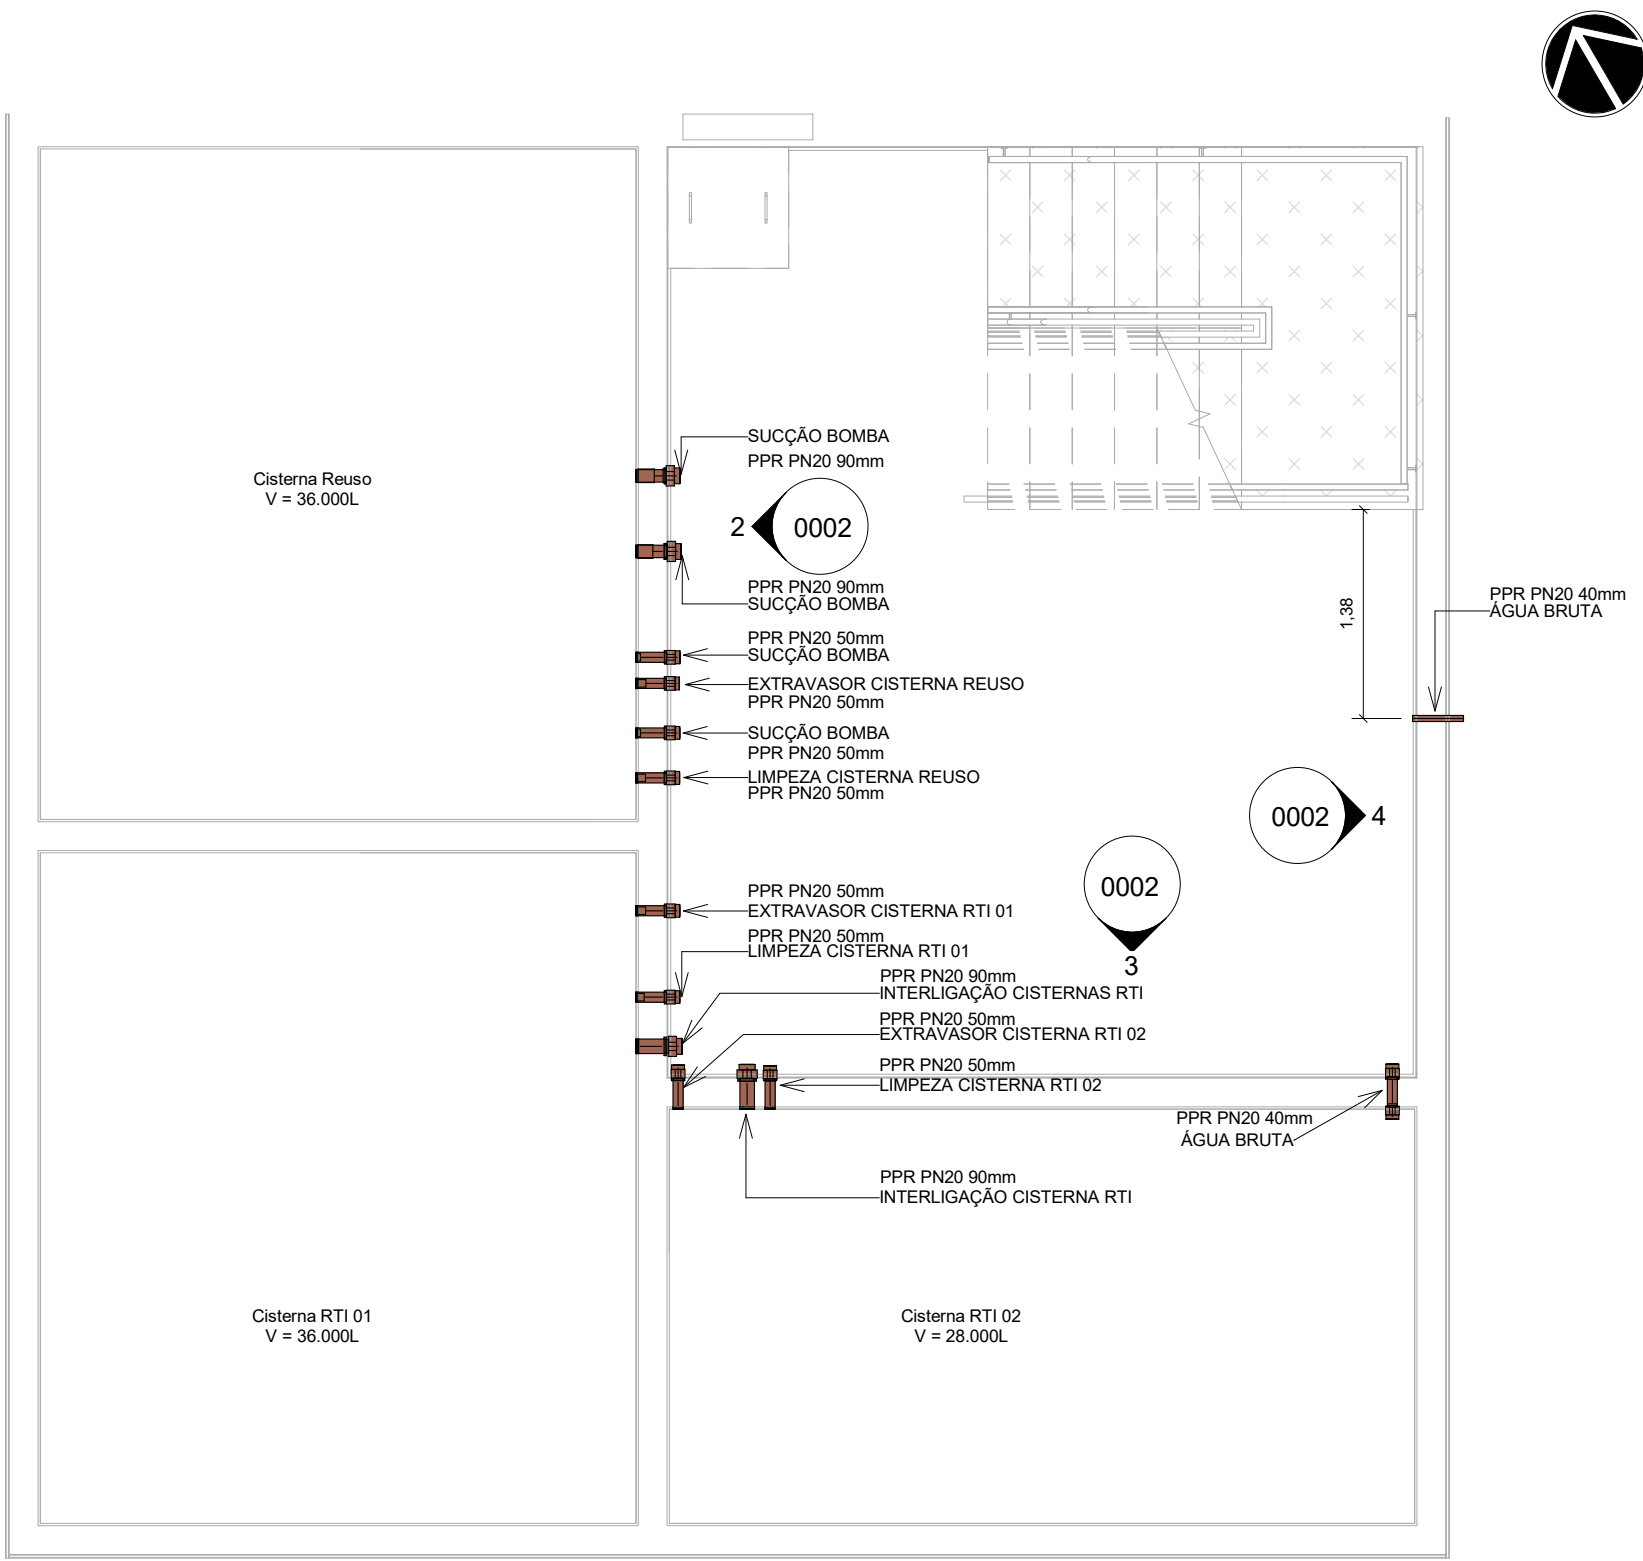 Cisterna Reuso
V = 36.000L
SUCÇÃO BOMBA
PPR PN20 90mm
2
0002
PPR PN20 90mm
SUCÇÃO BOMBA
PPR PN20 50mm
SUCÇÃO BOMBA
EXTRAVASOR CISTERNA REUSO
PPR PN20 50mm
SUCÇÃO BOMBA
PPR PN20 50mm
LIMPEZA CISTERNA REUSO
PPR PN20 50mm
1,38
PPR PN20 40mm
ÁGUA BRUTA
0002
4
0002
3
PPR PN20 50mm
EXTRAVASOR CISTERNA RTI 01
PPR PN20 50mm
LIMPEZA CISTERNA RTI 01
PPR PN20 90mm
INTERLIGAÇÃO CISTERNAS RTI
PPR PN20 50mm
EXTRAVASOR CISTERNA RTI 02
PPR PN20 50mm
LIMPEZA CISTERNA RTI 02
PPR PN20 40mm
ÁGUA BRUTA
PPR PN20 90mm
INTERLIGAÇÃO CISTERNA RTI
Cisterna RTI 01
V = 36.000L
Cisterna RTI 02
V = 28.000L